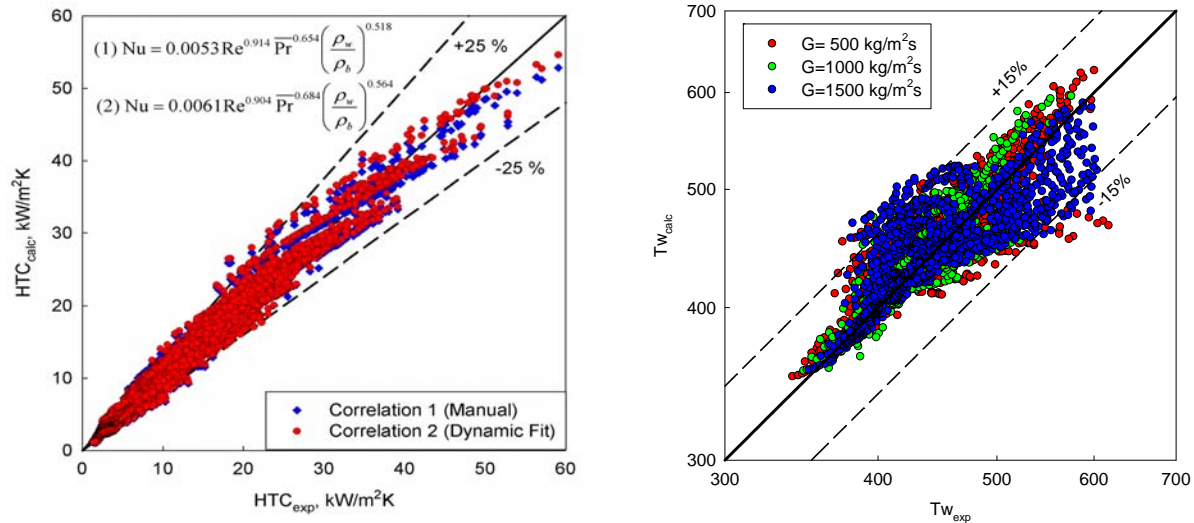 (1) Nu = 0.0053 Re^0.914 Pr^0.654 (ρw/ρb)^0.518
(2) Nu = 0.0061 Re^0.904 Pr^0.684 (ρw/ρb)^0.564
+25 %
-25 %
60
50
40
30
20
10
0
HTCcalc, kW/m²K
Correlation 1 (Manual)
Correlation 2 (Dynamic Fit)
0 10 20 30 40 50 60
HTCexp, kW/m²K
700
600
500
400
300
Twcalc
G= 500 kg/m²s
G=1000 kg/m²s
G=1500 kg/m²s
+15%
-15%
300 400 500 600 700
Twexp